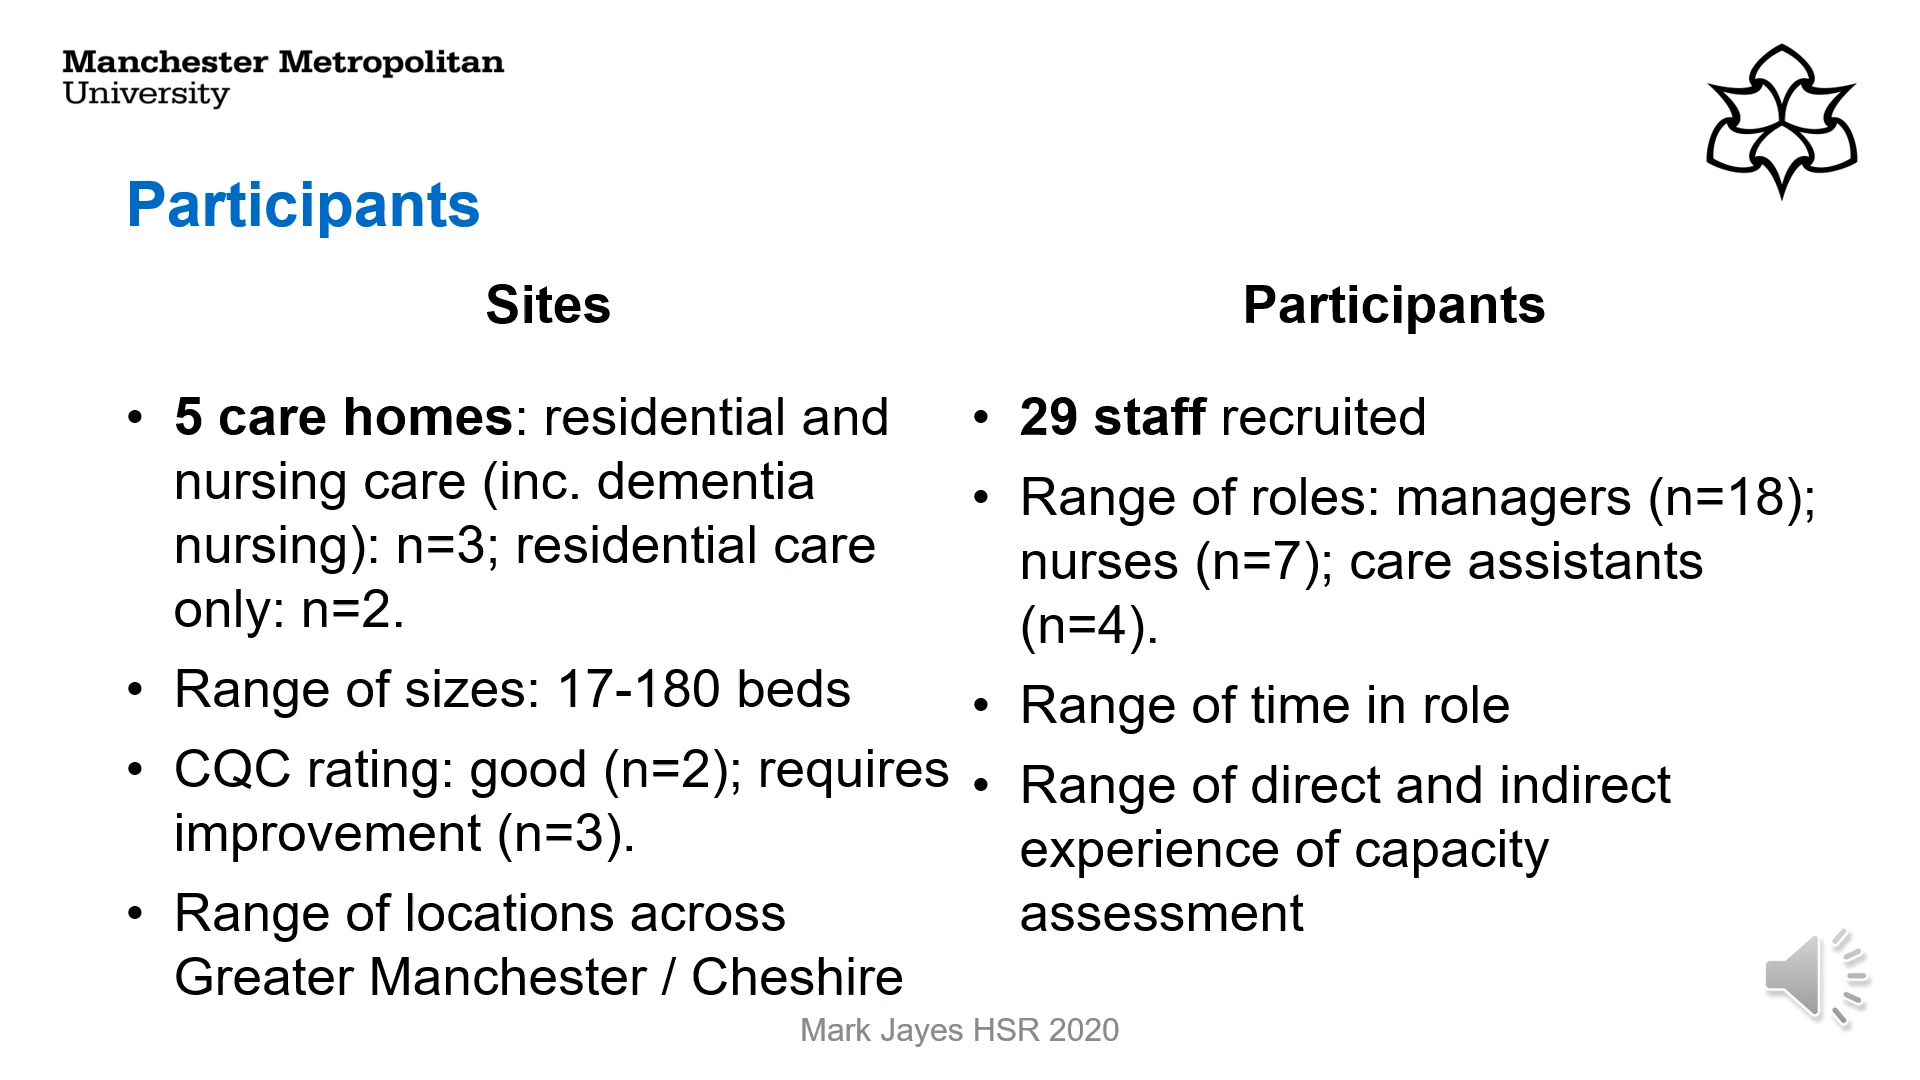 Manchester Metropolitan
University
Participants
Sites
• 5 care homes: residential and
nursing care (inc. dementia
nursing): n=3; residential care
only: n=2.
• Range of sizes: 17-180 beds
• CQC rating: good (n=2); requires
improvement (n=3).
• Range of locations across
Greater Manchester / Cheshire
Participants
• 29 staff recruited
• Range of roles: managers (n=18);
nurses (n=7); care assistants
(n=4).
• Range of time in role
• Range of direct and indirect
experience of capacity
assessment
Mark Jayes HSR 2020